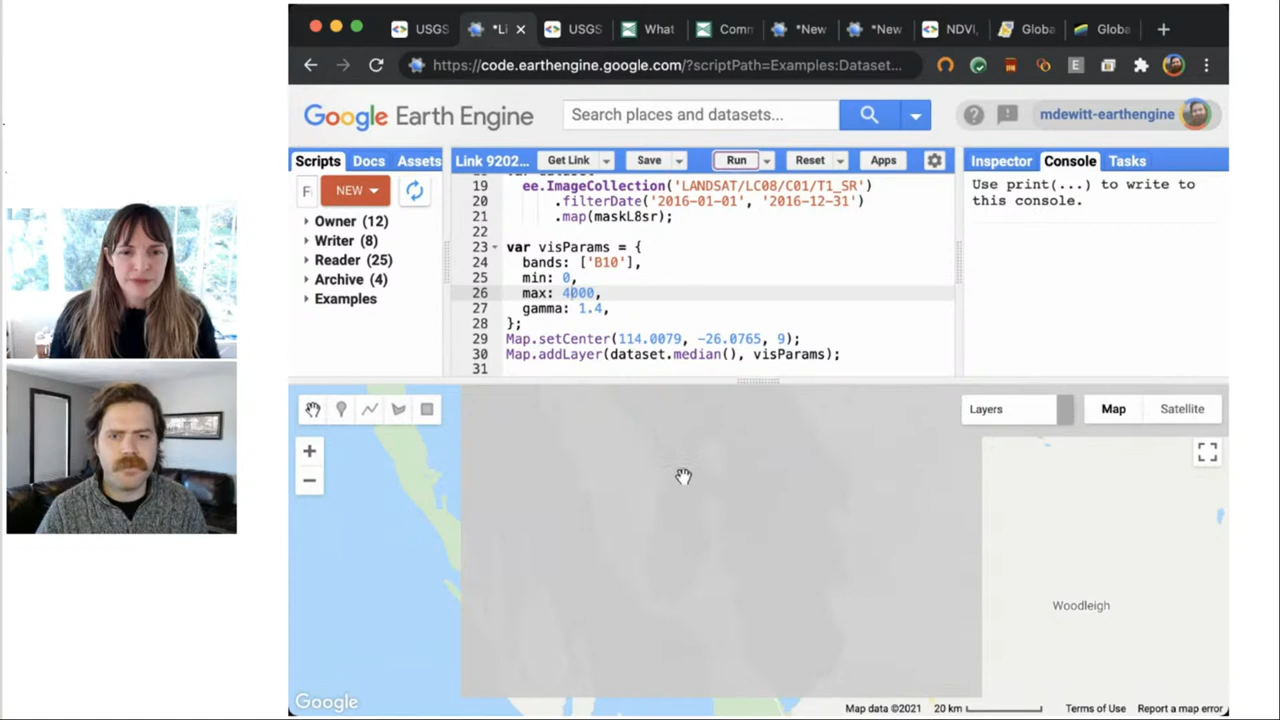 USGS
*Li
USGS
What
Comm
*New
*New
NDVI,
Globa
Globa
https://code.earthengine.google.com/?scriptPath=Examples:Dataset...
Google Earth Engine
Search places and datasets...
mdewitt-earthengine
Scripts
Docs
Assets
Link 9202...
Get Link
Save
Run
Reset
Apps
Inspector
Console
Tasks
NEW
Owner (12)
Writer (8)
Reader (25)
Archive (4)
Examples
19 ee.ImageCollection('LANDSAT/LC08/C01/T1_SR')
20 .filterDate('2016-01-01', '2016-12-31')
21 .map(maskL8sr);
22
23 var visParams = {
24 bands: ['B10'],
25 min: 0,
26 max: 4000,
27 gamma: 1.4,
28 };
29 Map.setCenter(114.0079, -26.0765, 9);
30 Map.addLayer(dataset.median(), visParams);
31
Use print(...) to write to
this console.
Layers
Map
Satellite
Woodleigh
Google
Map data ©2021
20 km
Terms of Use
Report a map error